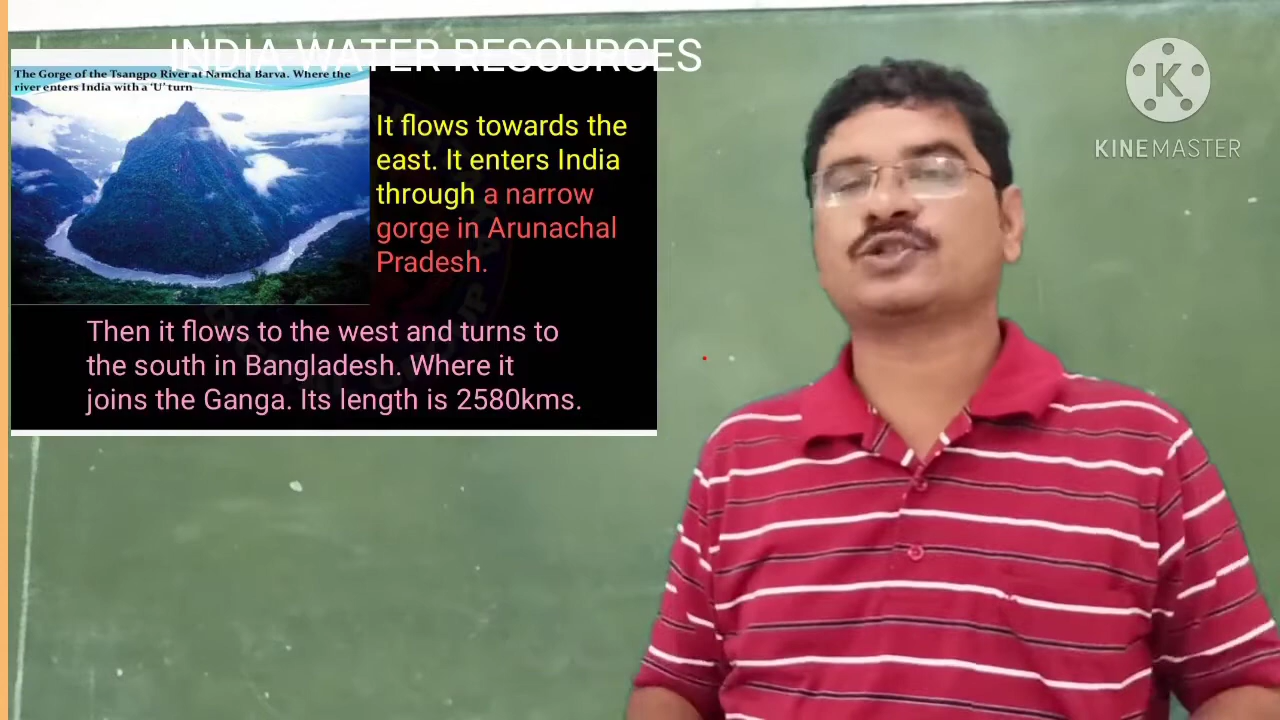 INDIA WATER RESOURCES
The Gorge of the Tsangpo River at Namcha Barva. Where the
river enters India with a 'U' turn
It flows towards the
east. It enters India
through a narrow
gorge in Arunachal
Pradesh.
Then it flows to the west and turns to
the south in Bangladesh. Where it
joins the Ganga. Its length is 2580kms.
K
KINEMASTER